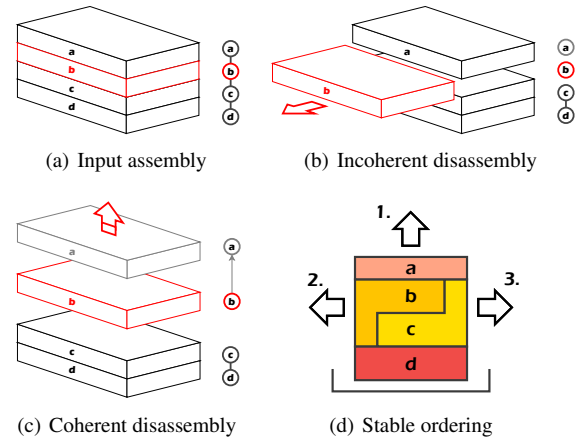 a
b
c
d
a
b
c
d
(a) Input assembly
a
b
a
b
c
d
(b) Incoherent disassembly
a
b
c
d
a
b
c
d
(c) Coherent disassembly
1.
2.
3.
a
b
c
d
(d) Stable ordering